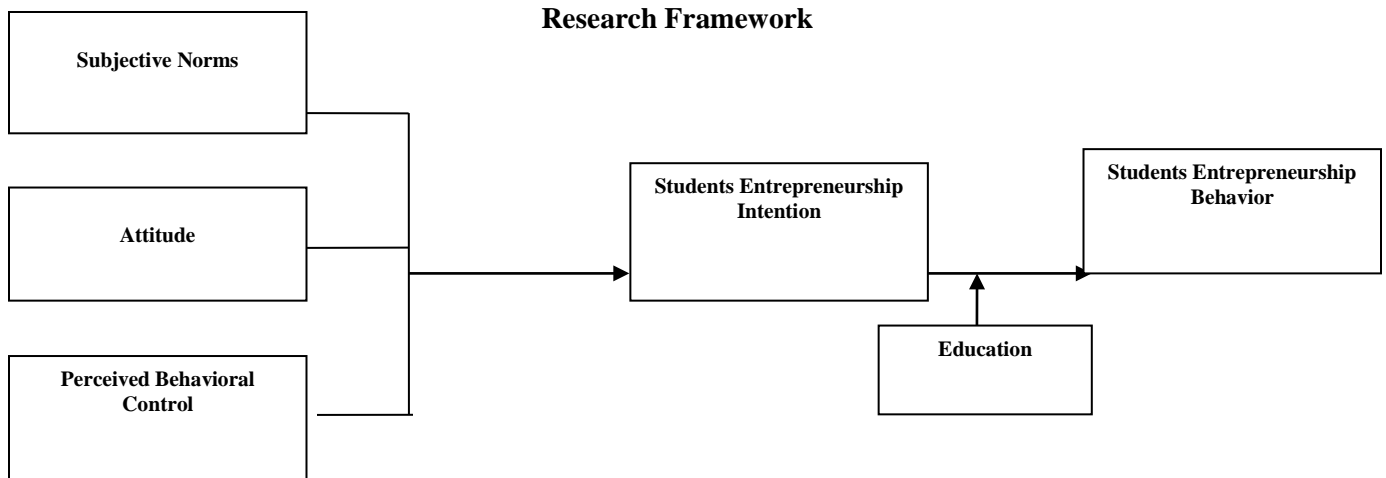 Research Framework
Subjective Norms
Attitude
Perceived Behavioral
Control
Students Entrepreneurship
Intention
Education
Students Entrepreneurship
Behavior